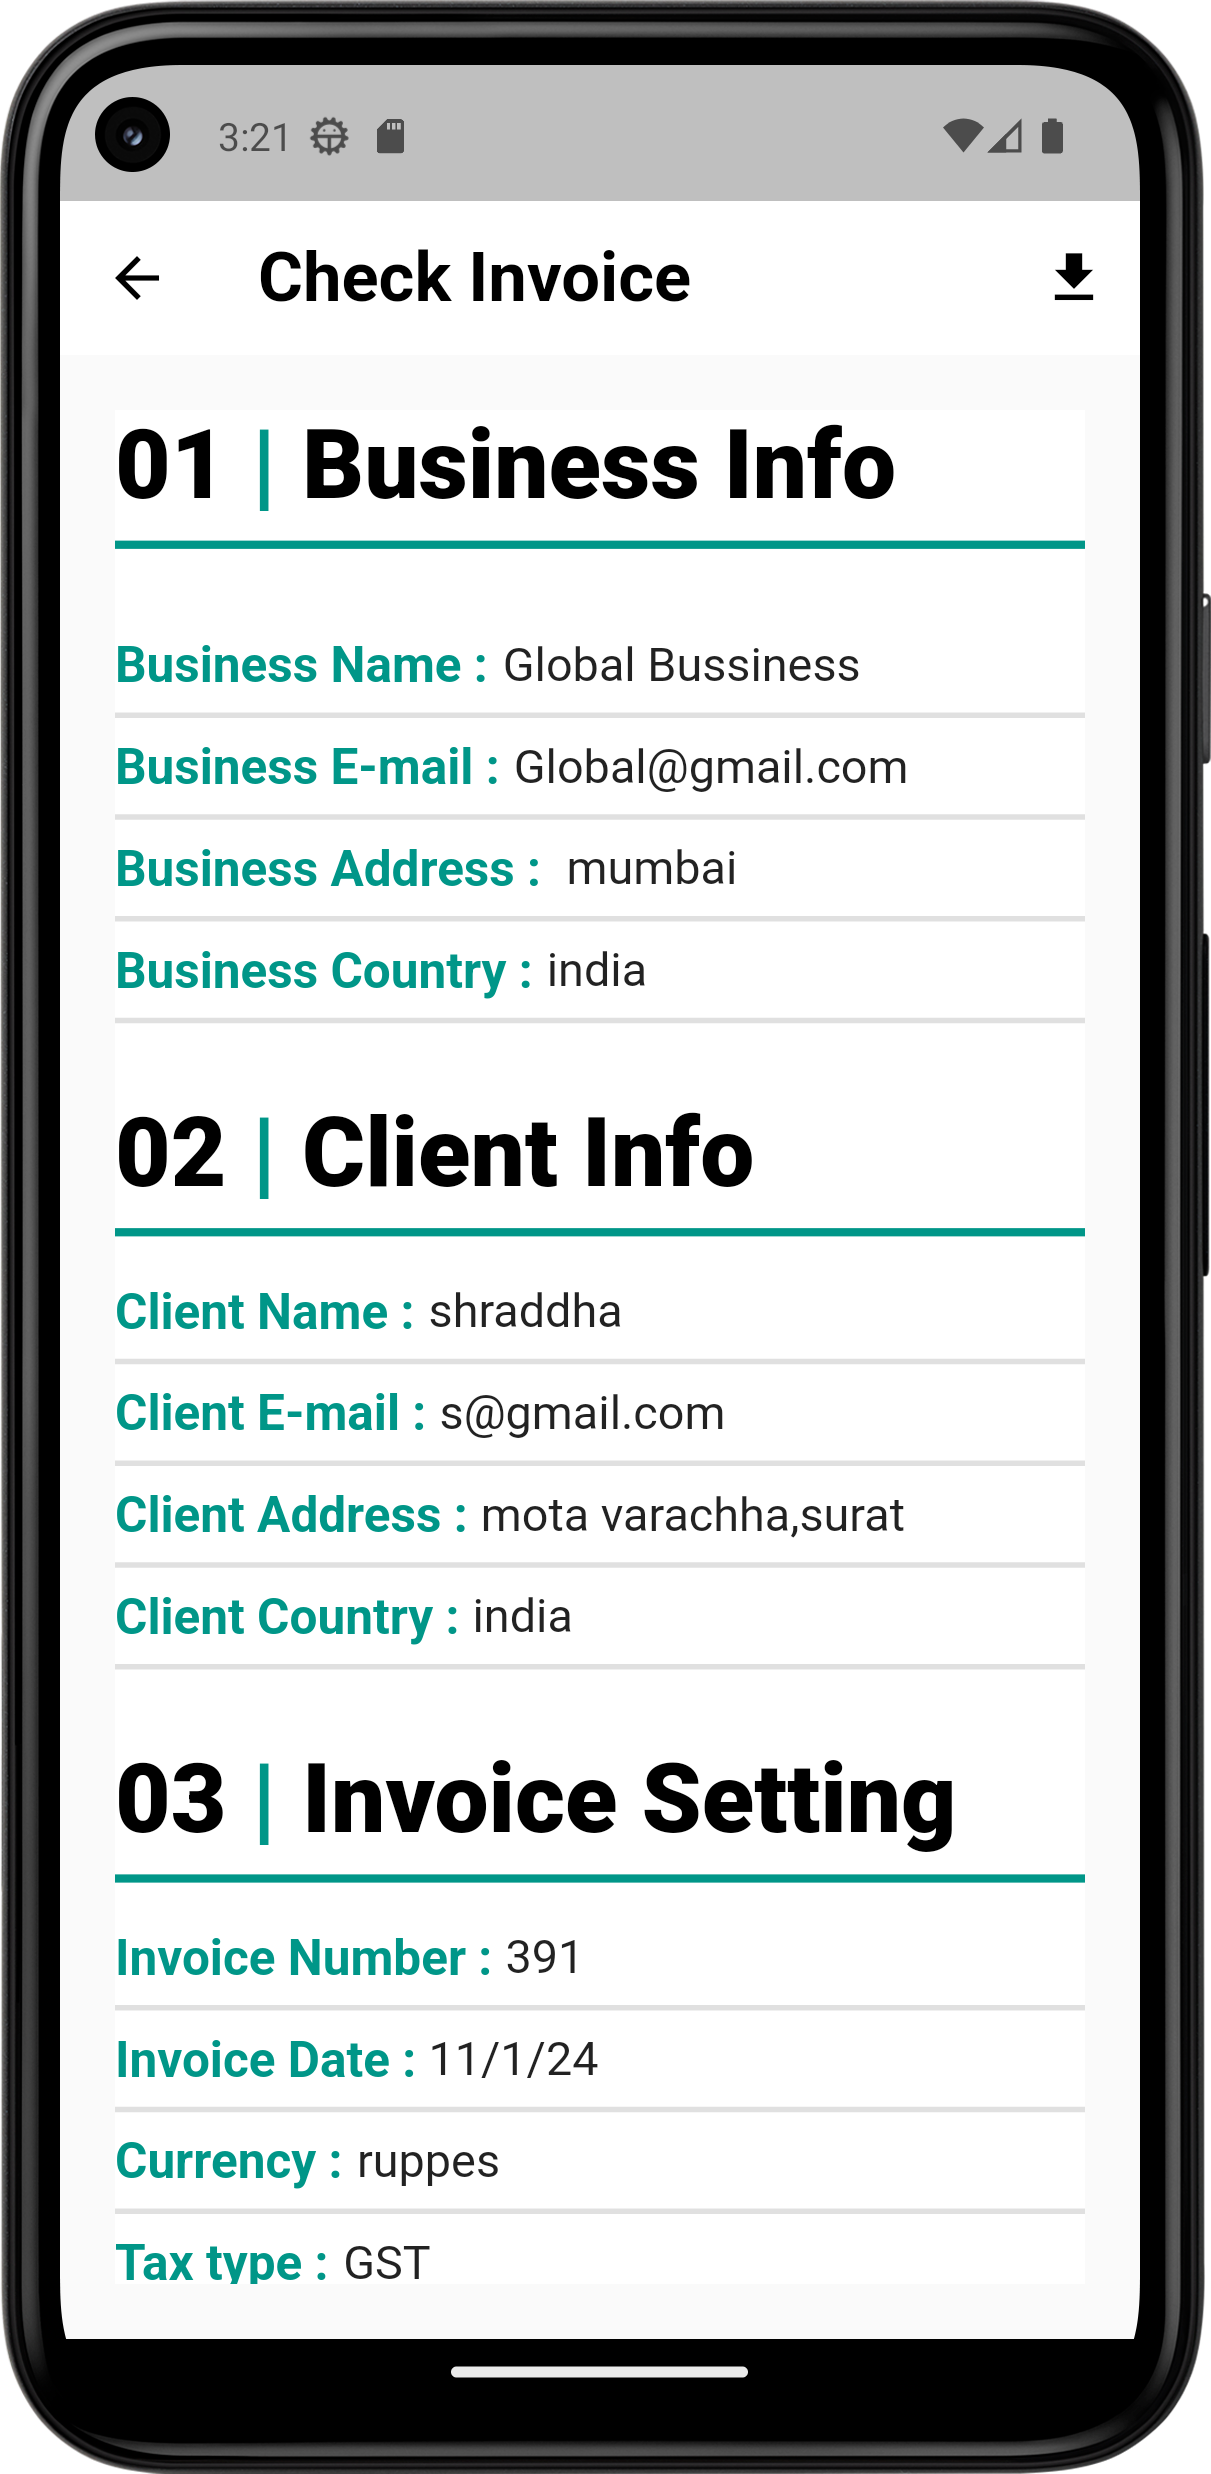 3:21
Check Invoice
01 | Business Info
Business Name : Global Bussiness
Business E-mail : Global@gmail.com
Business Address : mumbai
Business Country : india
02 | Client Info
Client Name : shraddha
Client E-mail : s@gmail.com
Client Address : mota varachha,surat
Client Country : india
03 | Invoice Setting
Invoice Number : 391
Invoice Date : 11/1/24
Currency : ruppes
Tax type : GST